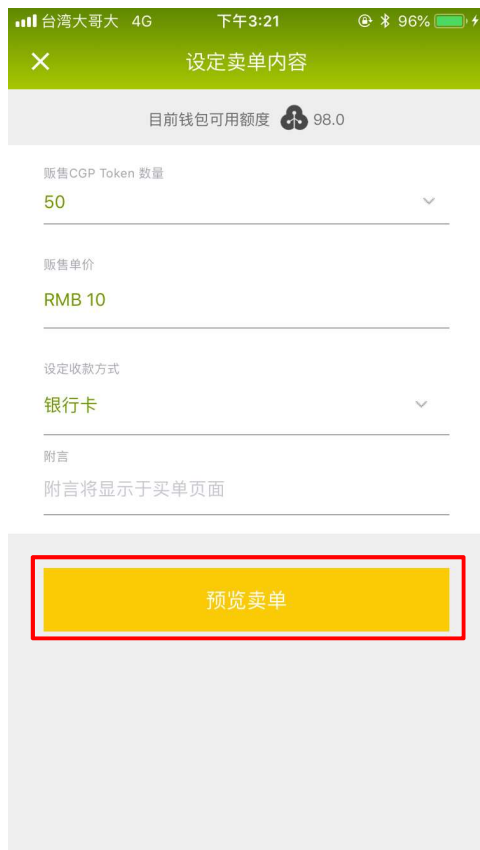 台湾大哥大 4G 下午3:21 96%
设定卖单内容
目前钱包可用额度 98.0
贩售CGP Token 数量
50
贩售单价
RMB 10
设定收款方式
银行卡
附言
附言将显示于买单页面
预览卖单